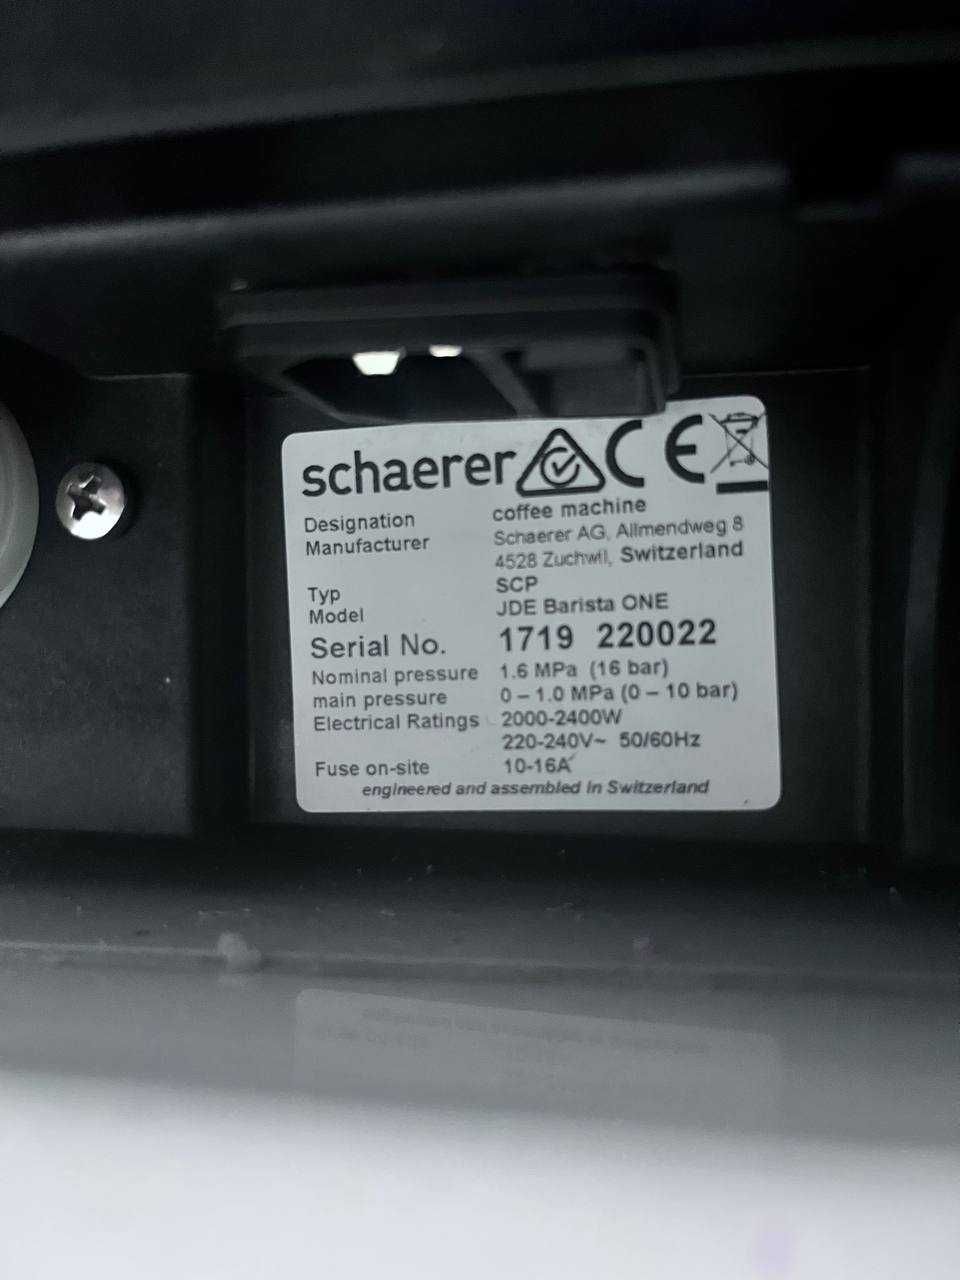 schaerer CE
Designation coffee machine
Manufacturer Schaerer AG, Allmendweg 8
4528 Zuchwil, Switzerland
Typ SCP
Model JDE Barista ONE
Serial No. 1719 220022
Nominal pressure 1.6 MPa (16 bar)
main pressure 0 – 1.0 MPa (0 – 10 bar)
Electrical Ratings 2000-2400W
220-240V~ 50/60Hz
Fuse on-site 10-16A
engineered and assembled in Switzerland